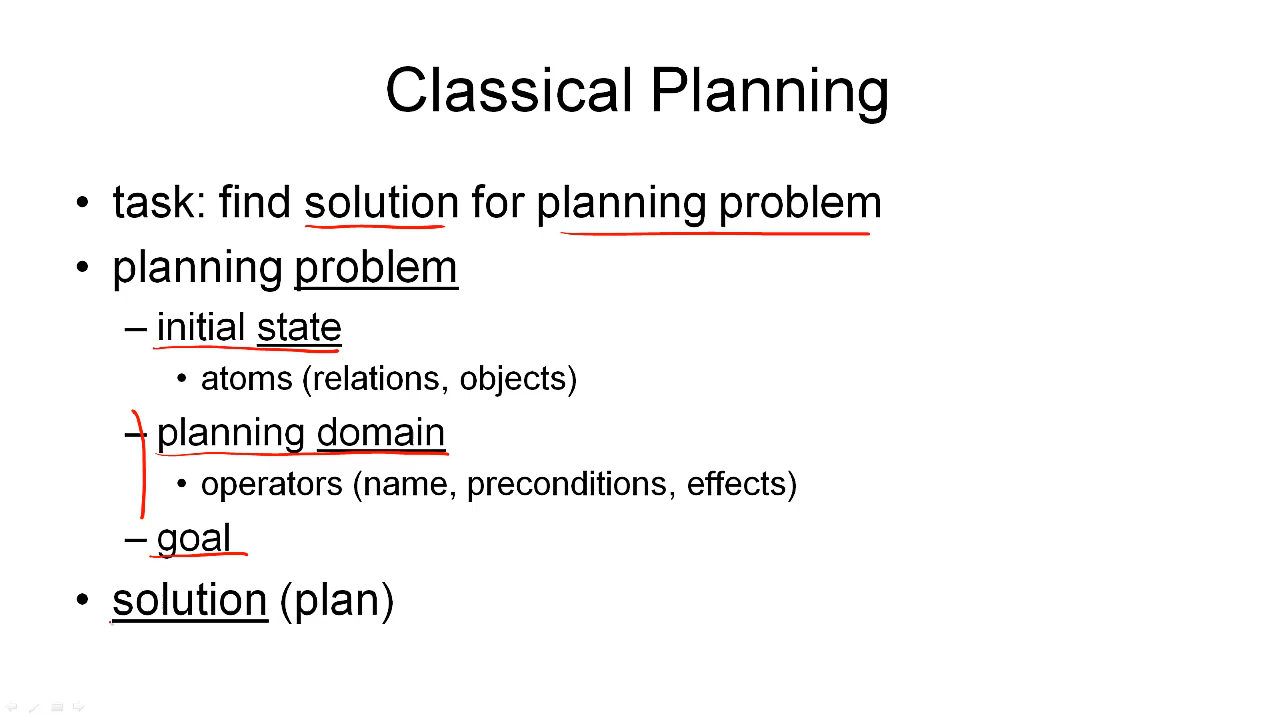 Classical Planning
• task: find solution for planning problem
• planning problem
– initial state
• atoms (relations, objects)
– planning domain
• operators (name, preconditions, effects)
– goal
• solution (plan)